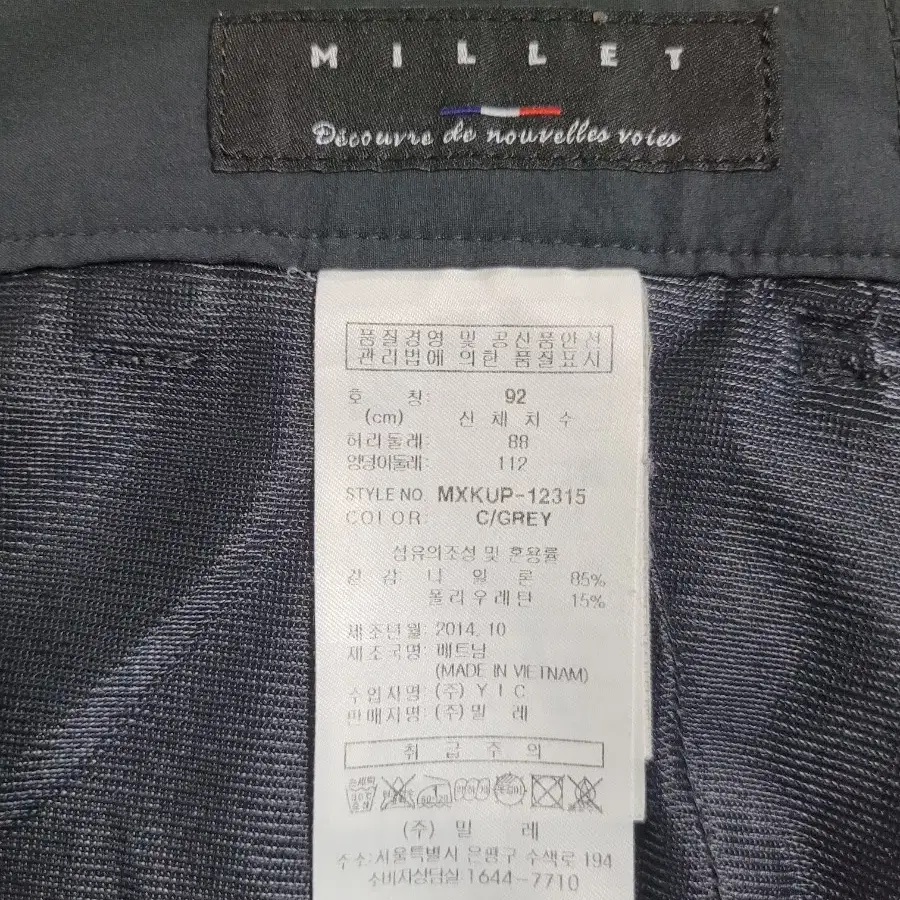 MILLET
Découvre de nouvelles voies
품질경영 및 공산품안전
관리법에 의한 품질표시
호 칭: 92
(cm) 신 체 치 수
허리둘레: 88
엉덩이둘레: 112
STYLE NO. MXKUP-12315
COLOR: C/GREY
섬유의조성 및 혼용률
겉 감 나 일 론 85%
폴 리 우 레 탄 15%
제조년월: 2014. 10
제조국명: 베트남
(MADE IN VIETNAM)
수입자명: (주) Y I C
판매자명: (주) 밀 레
취 급 주 의
(주) 밀 레
주소: 서울특별시 은평구 수색로 194
소비자상담실 1644-7710